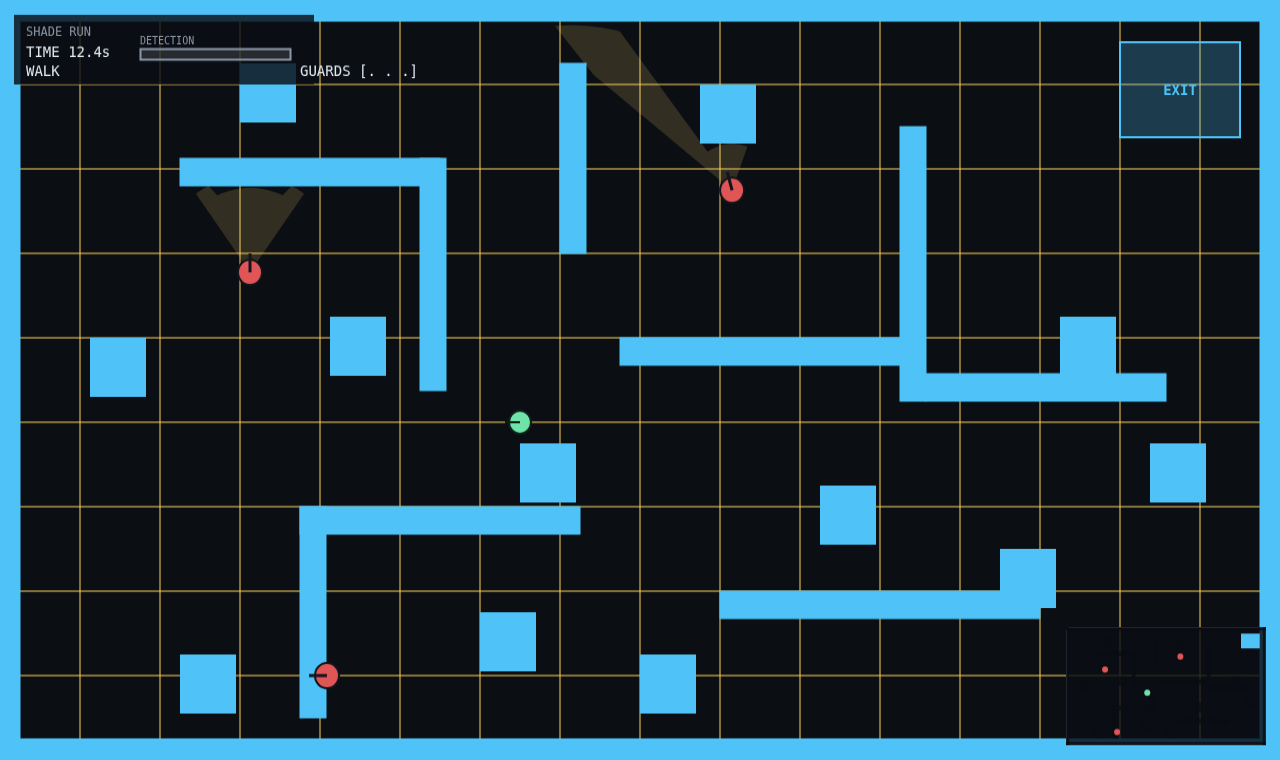 SHADE RUN
DETECTION
TIME 12.4s
WALK
GUARDS [. . .]
EXIT